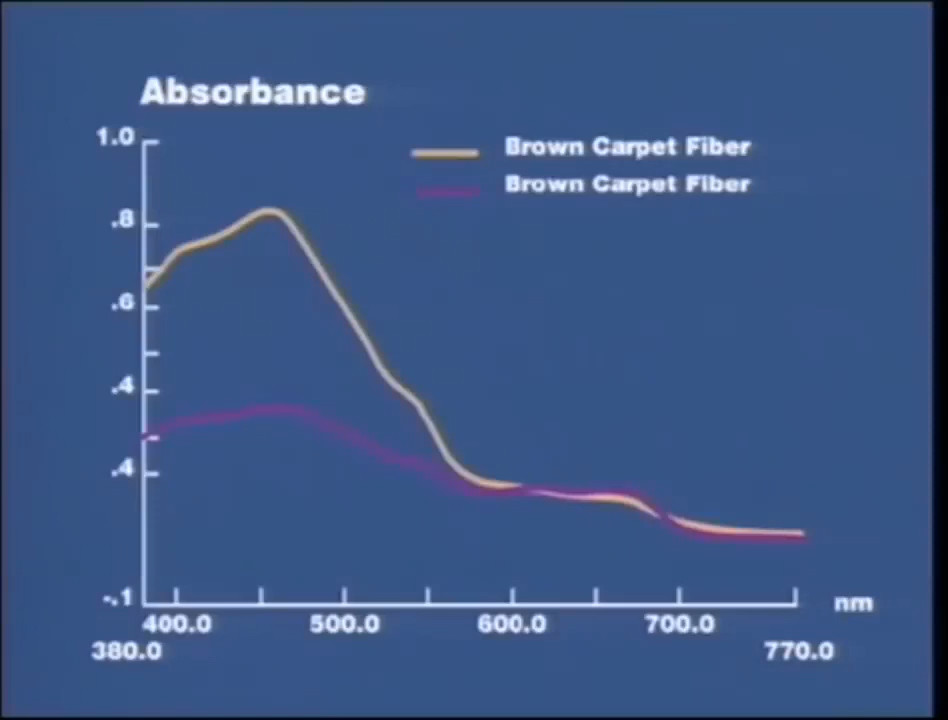 Absorbance
1.0
Brown Carpet Fiber
.8
Brown Carpet Fiber
.6
.4
.4
-.1
nm
400.0 500.0 600.0 700.0
380.0 770.0